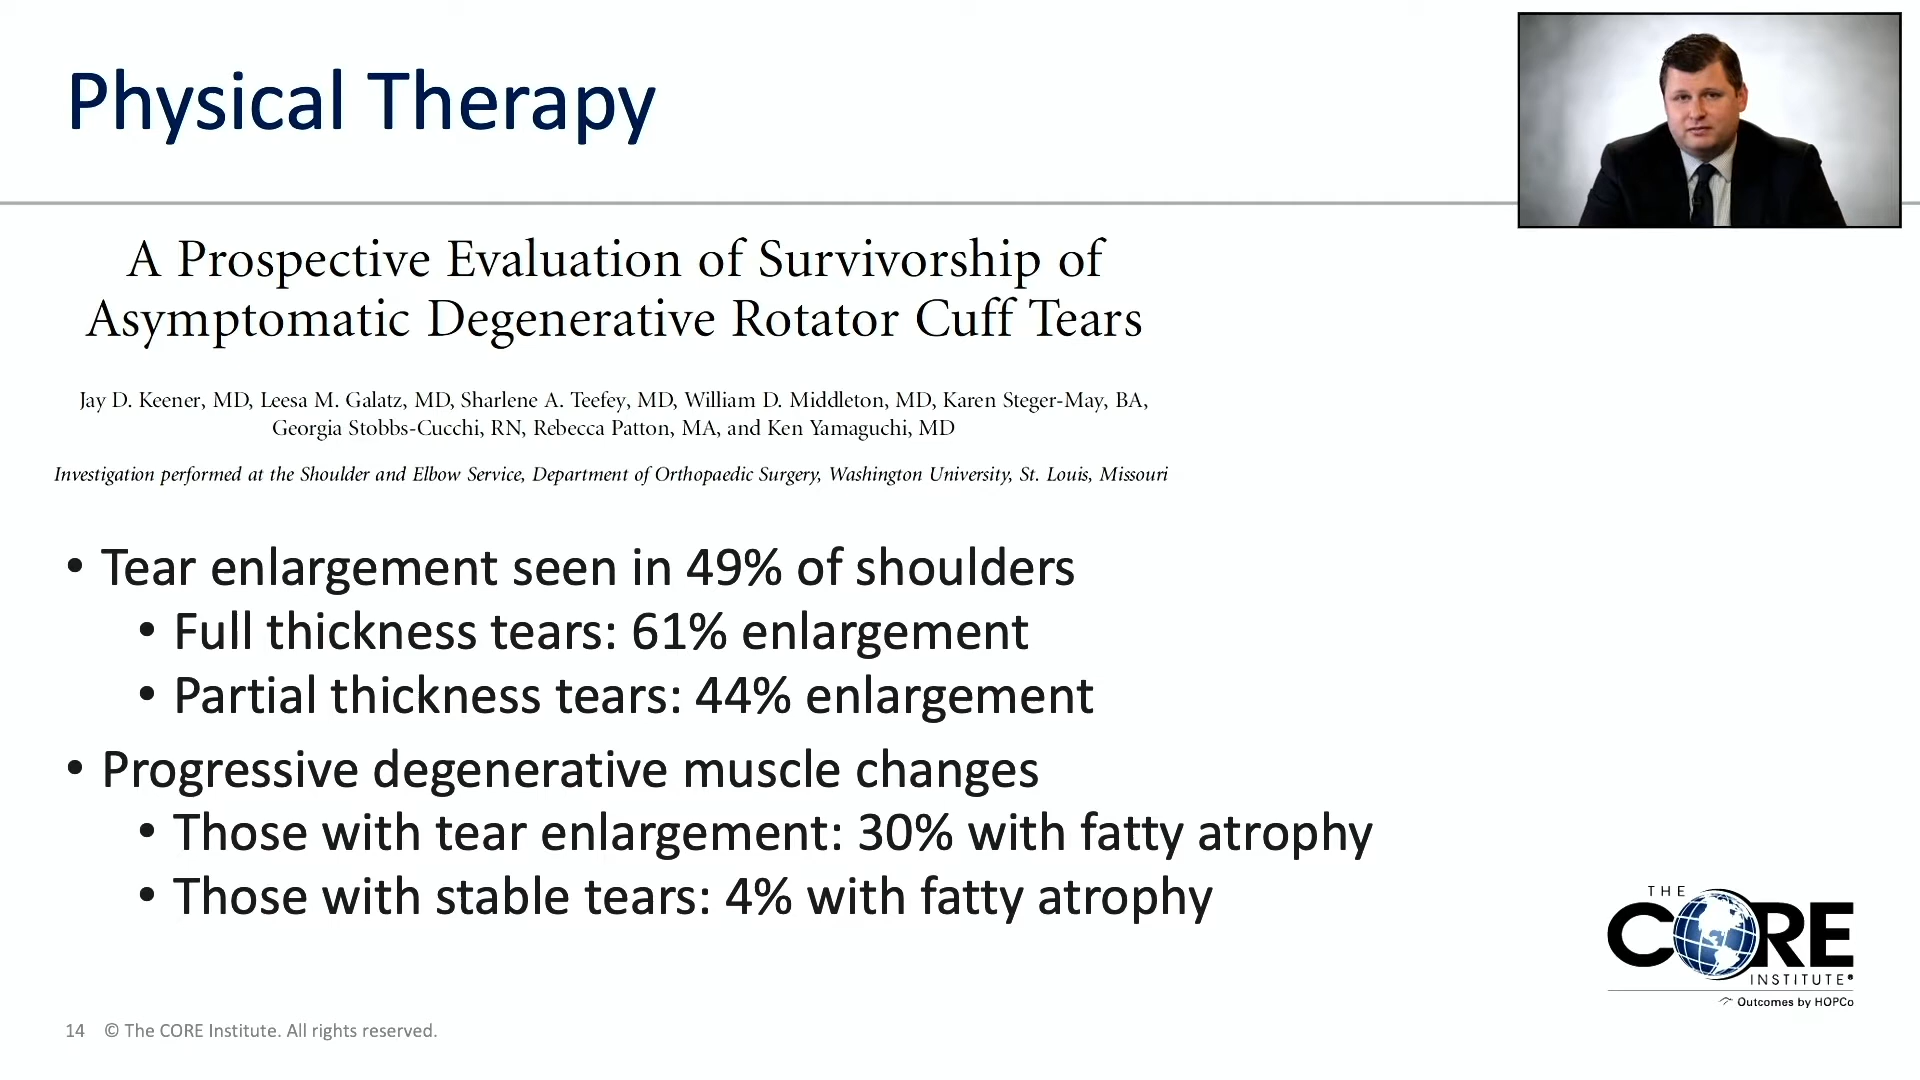 Physical Therapy
A Prospective Evaluation of Survivorship of
Asymptomatic Degenerative Rotator Cuff Tears
Jay D. Keener, MD, Leesa M. Galatz, MD, Sharlene A. Teefey, MD, William D. Middleton, MD, Karen Steger-May, BA,
Georgia Stobbs-Cucchi, RN, Rebecca Patton, MA, and Ken Yamaguchi, MD
Investigation performed at the Shoulder and Elbow Service, Department of Orthopaedic Surgery, Washington University, St. Louis, Missouri
• Tear enlargement seen in 49% of shoulders
• Full thickness tears: 61% enlargement
• Partial thickness tears: 44% enlargement
• Progressive degenerative muscle changes
• Those with tear enlargement: 30% with fatty atrophy
• Those with stable tears: 4% with fatty atrophy
THE
CORE
INSTITUTE®
Outcomes by HOPCo
14 © The CORE Institute. All rights reserved.